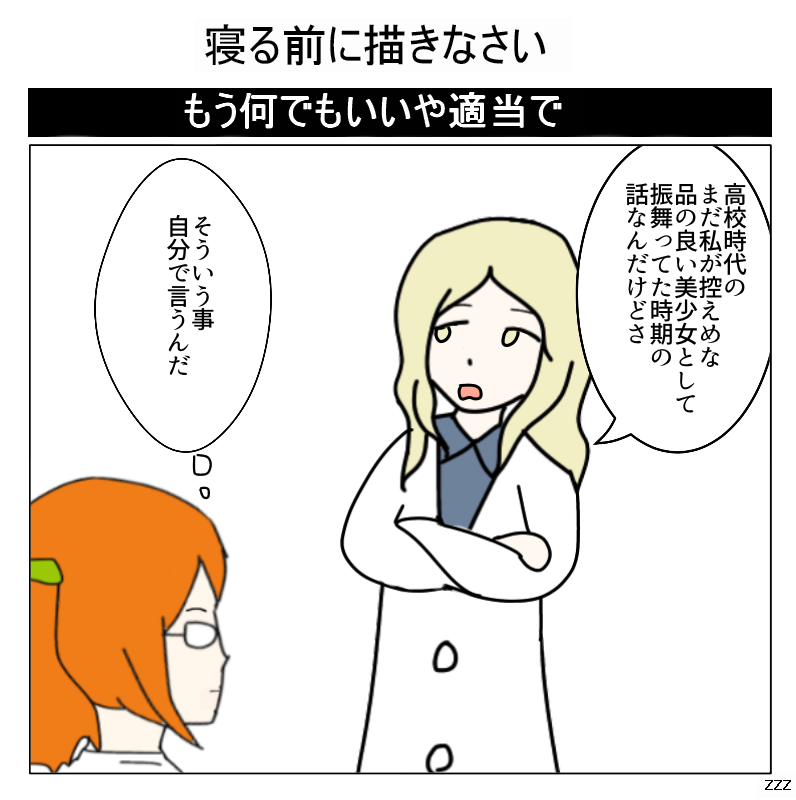 寝る前に描きなさい
もう何でもいいや適当で
高校時代の
まだ私が控えめな
品の良い美少女として
振舞ってた時期の
話なんだけどさ
そういう事
自分で言うんだ
zzz